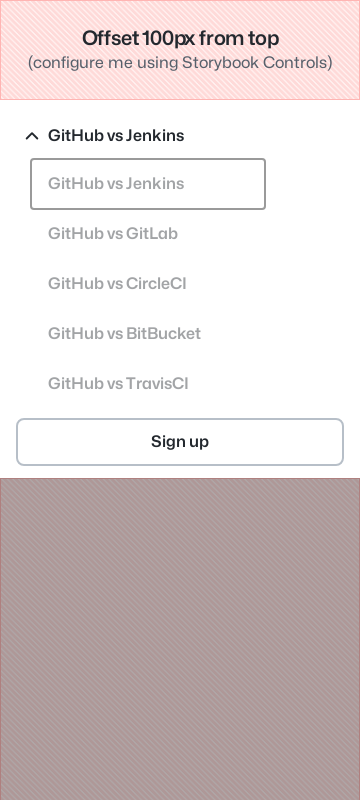 Offset 100px from top
(configure me using Storybook Controls)
GitHub vs Jenkins
GitHub vs Jenkins
GitHub vs GitLab
GitHub vs CircleCI
GitHub vs BitBucket
GitHub vs TravisCI
Sign up